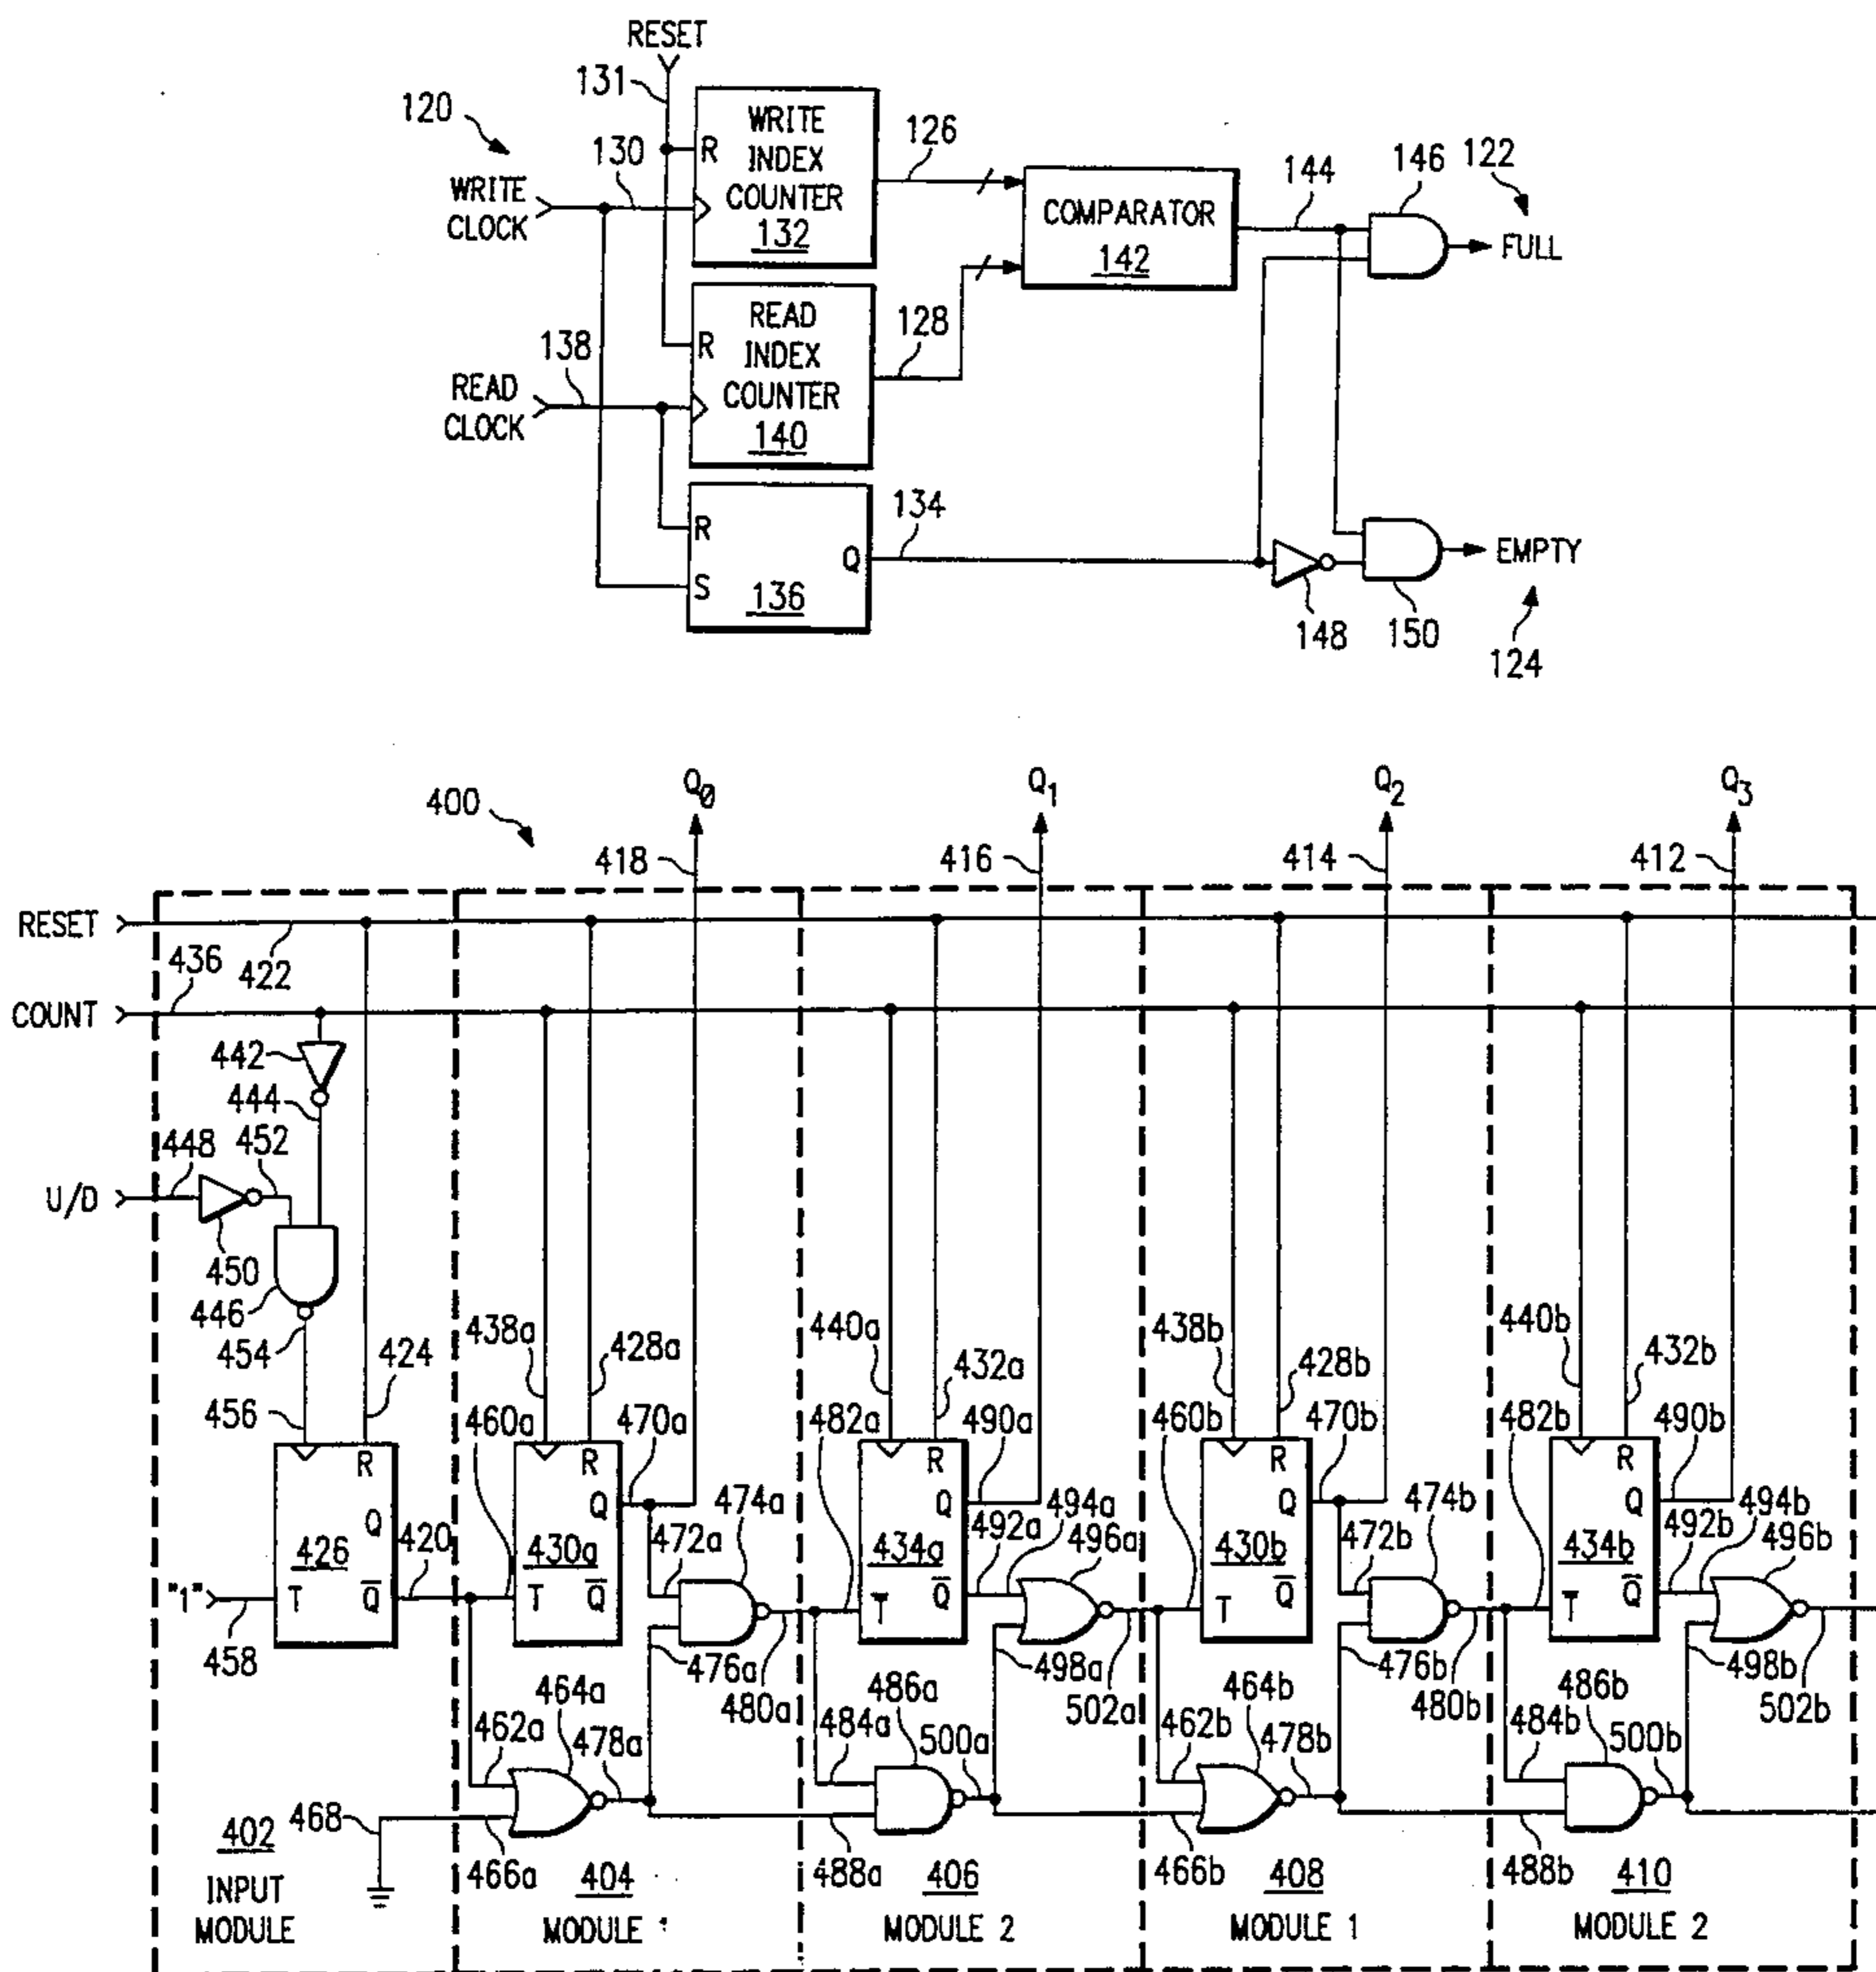 RESET
131
120
WRITE
INDEX
COUNTER
132
R
126
130
WRITE
CLOCK
COMPARATOR
142
144
146
122
FULL
READ
INDEX
COUNTER
140
R
128
138
READ
CLOCK
R
S
Q
136
134
148
150
EMPTY
124
400
Q0
Q1
Q2
Q3
418
416
414
412
RESET
422
436
COUNT
442
444
448
452
U/D
450
446
454
424
456
438a
428a
440a
432a
438b
428b
440b
432b
460a
470a
482a
490a
460b
470b
482b
490b
R
Q
426
T
Q̅
420
"1"
458
R
Q
430a
T
Q̅
472a
474a
476a
480a
R
Q
434a
T
Q̅
492a
494a
496a
498a
502a
R
Q
430b
T
Q̅
472b
474b
476b
480b
R
Q
434b
T
Q̅
492b
494b
496b
498b
502b
462a
464a
478a
484a
486a
500a
462b
464b
478b
484b
486b
500b
468
466a
488a
466b
488b
402
INPUT
MODULE
404
MODULE 1
406
MODULE 2
408
MODULE 1
410
MODULE 2